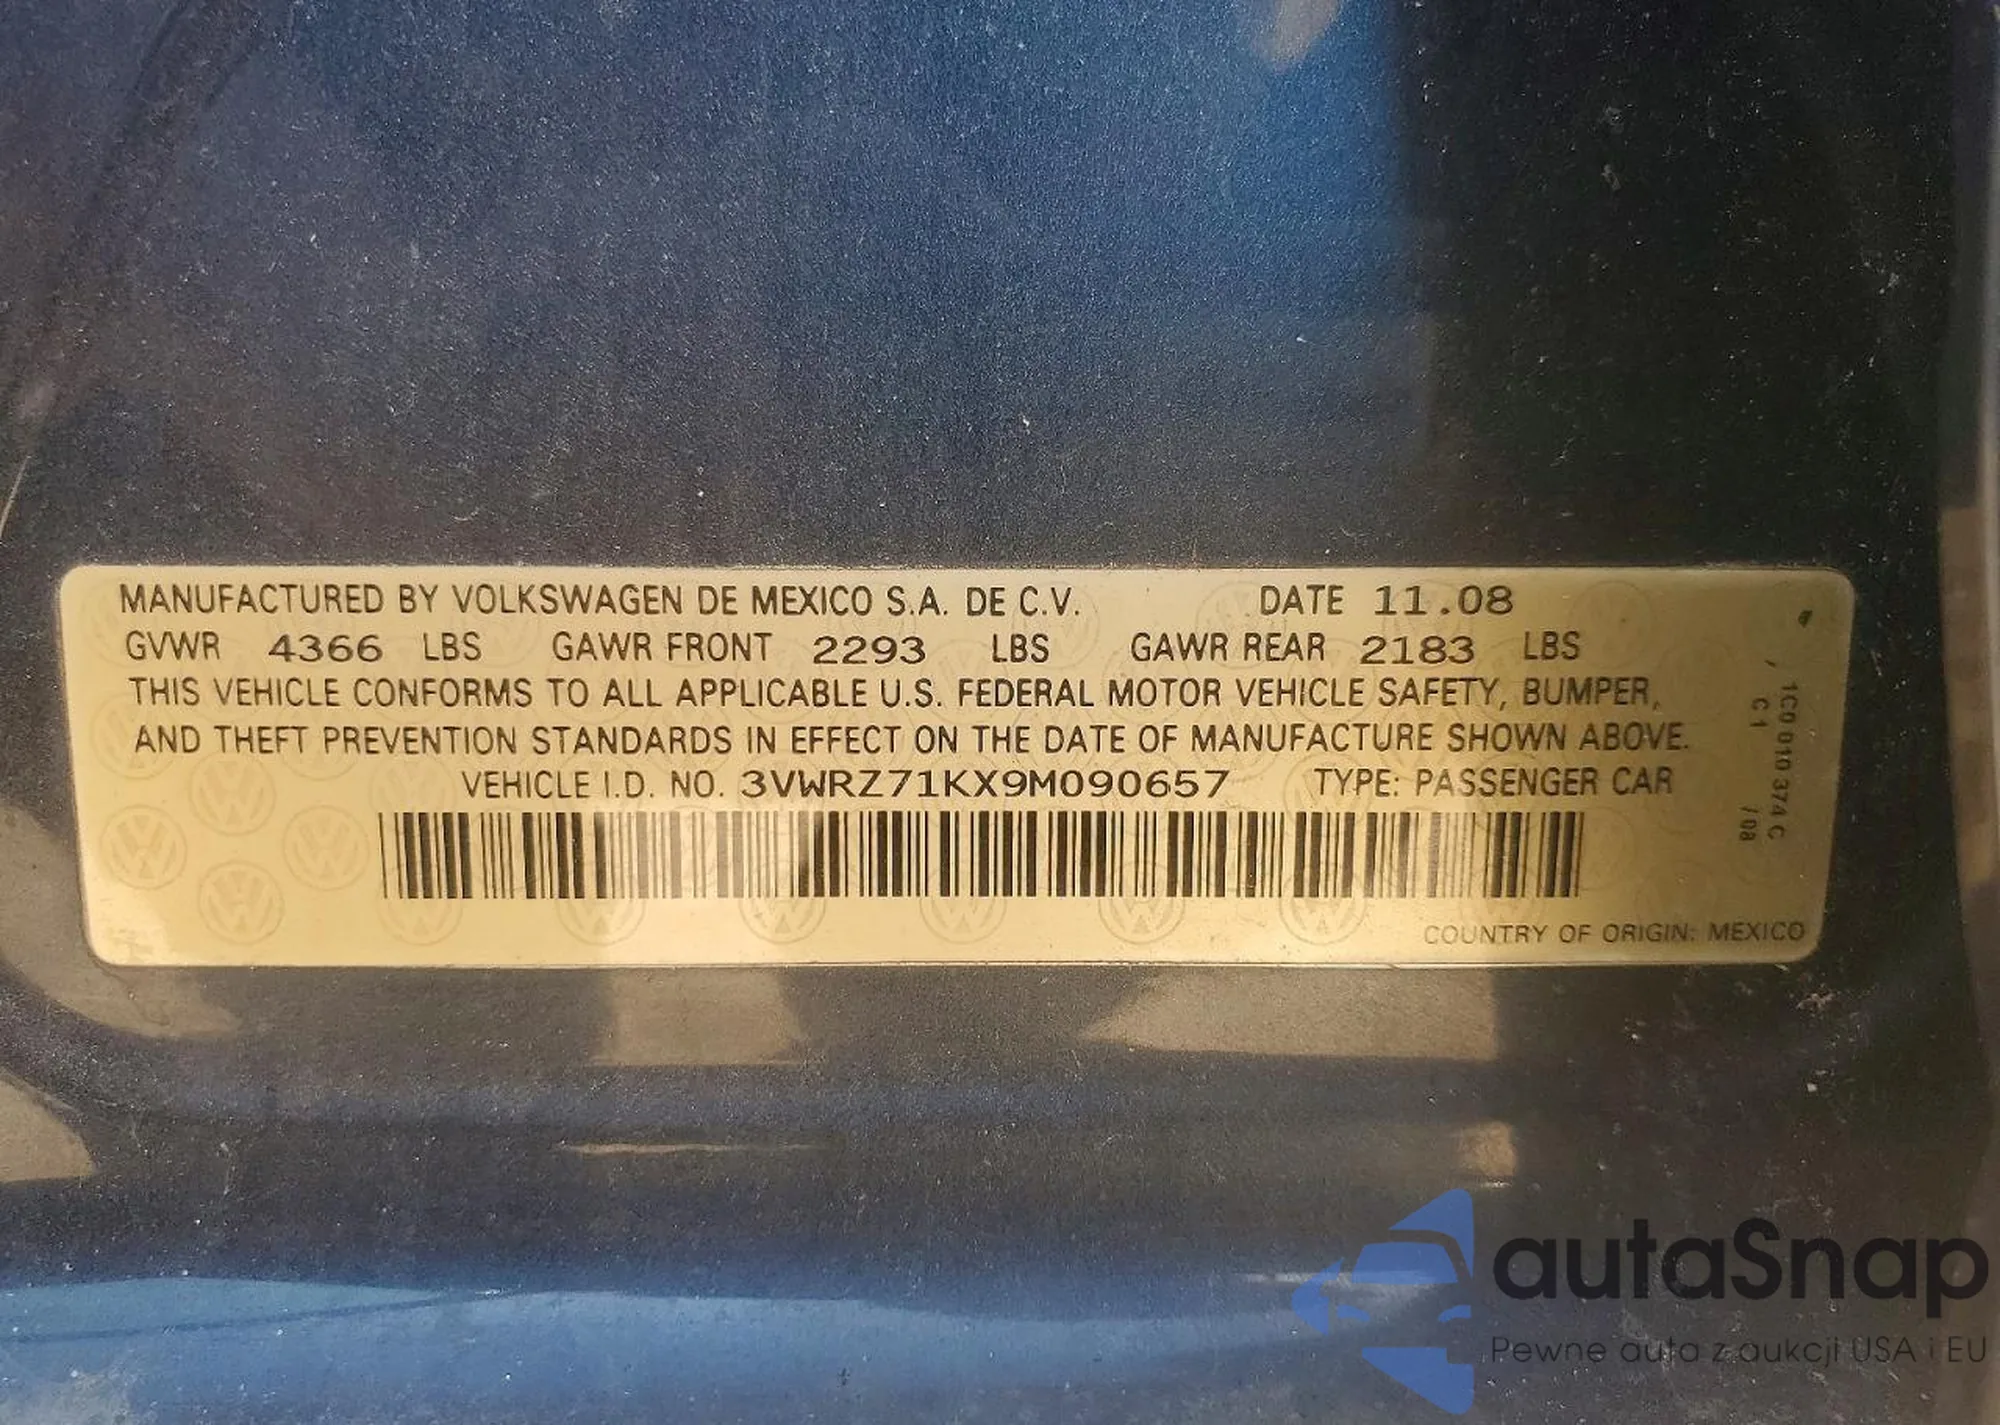 MANUFACTURED BY VOLKSWAGEN DE MEXICO S.A. DE C.V. DATE 11.08
GVWR 4366 LBS GAWR FRONT 2293 LBS GAWR REAR 2183 LBS
THIS VEHICLE CONFORMS TO ALL APPLICABLE U.S. FEDERAL MOTOR VEHICLE SAFETY, BUMPER,
AND THEFT PREVENTION STANDARDS IN EFFECT ON THE DATE OF MANUFACTURE SHOWN ABOVE.
VEHICLE I.D. NO. 3VWRZ71KX9M090657 TYPE: PASSENGER CAR
COUNTRY OF ORIGIN: MEXICO
1C0 010 374 C
C1 /08
autaSnap
Pewne auta z aukcji USA i EU